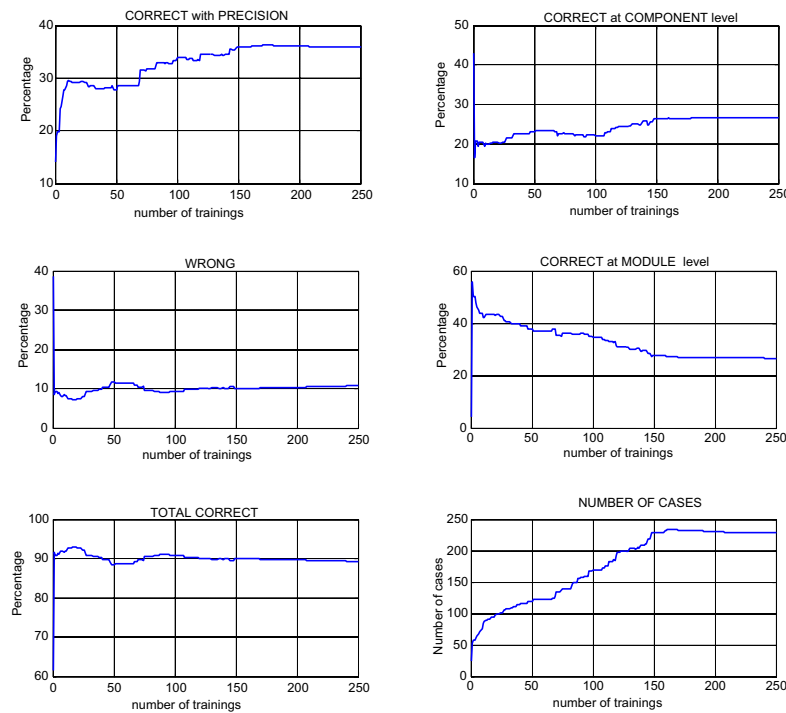 CORRECT with PRECISION
40
30
20
10
Percentage
0 50 100 150 200 250
number of trainings
CORRECT at COMPONENT level
50
40
30
20
10
Percentage
0 50 100 150 200 250
number of trainings
WRONG
40
30
20
10
0
Percentage
0 50 100 150 200 250
number of trainings
CORRECT at MODULE level
60
40
20
0
Percentage
0 50 100 150 200 250
number of trainings
TOTAL CORRECT
100
90
80
70
60
Percentage
0 50 100 150 200 250
number of trainings
NUMBER OF CASES
250
200
150
100
50
0
Number of cases
0 50 100 150 200 250
number of trainings